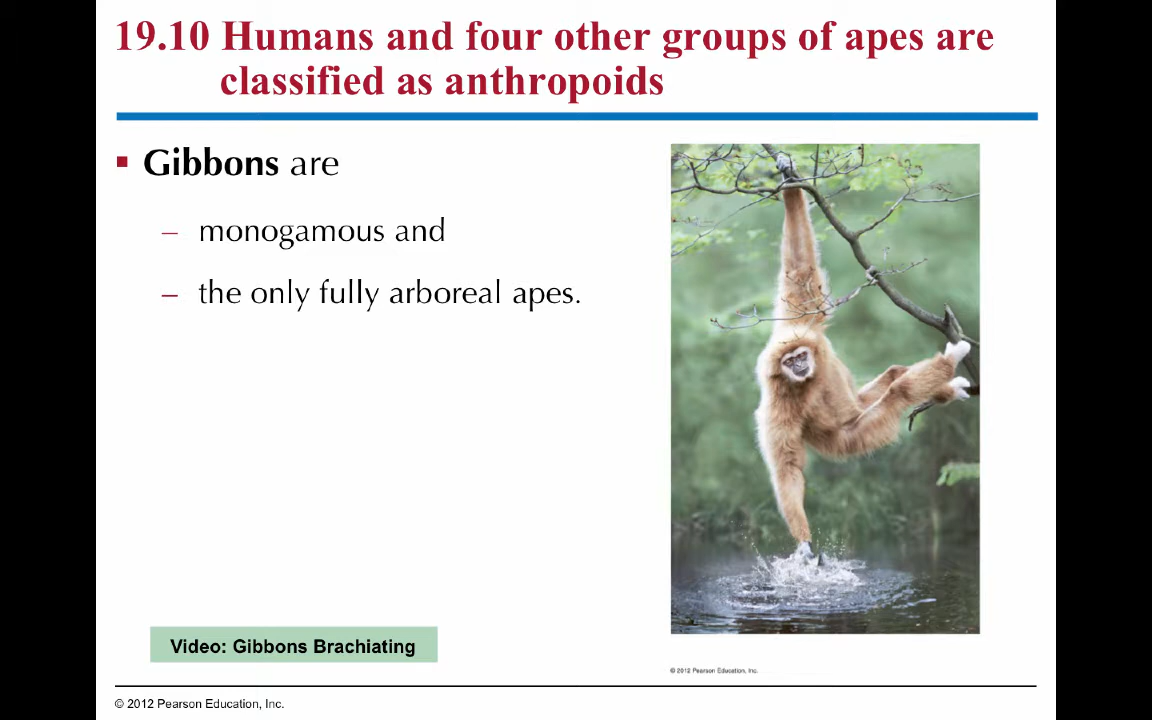 19.10 Humans and four other groups of apes are
classified as anthropoids
▪ Gibbons are
– monogamous and
– the only fully arboreal apes.
Video: Gibbons Brachiating
© 2012 Pearson Education, Inc.
© 2012 Pearson Education, Inc.